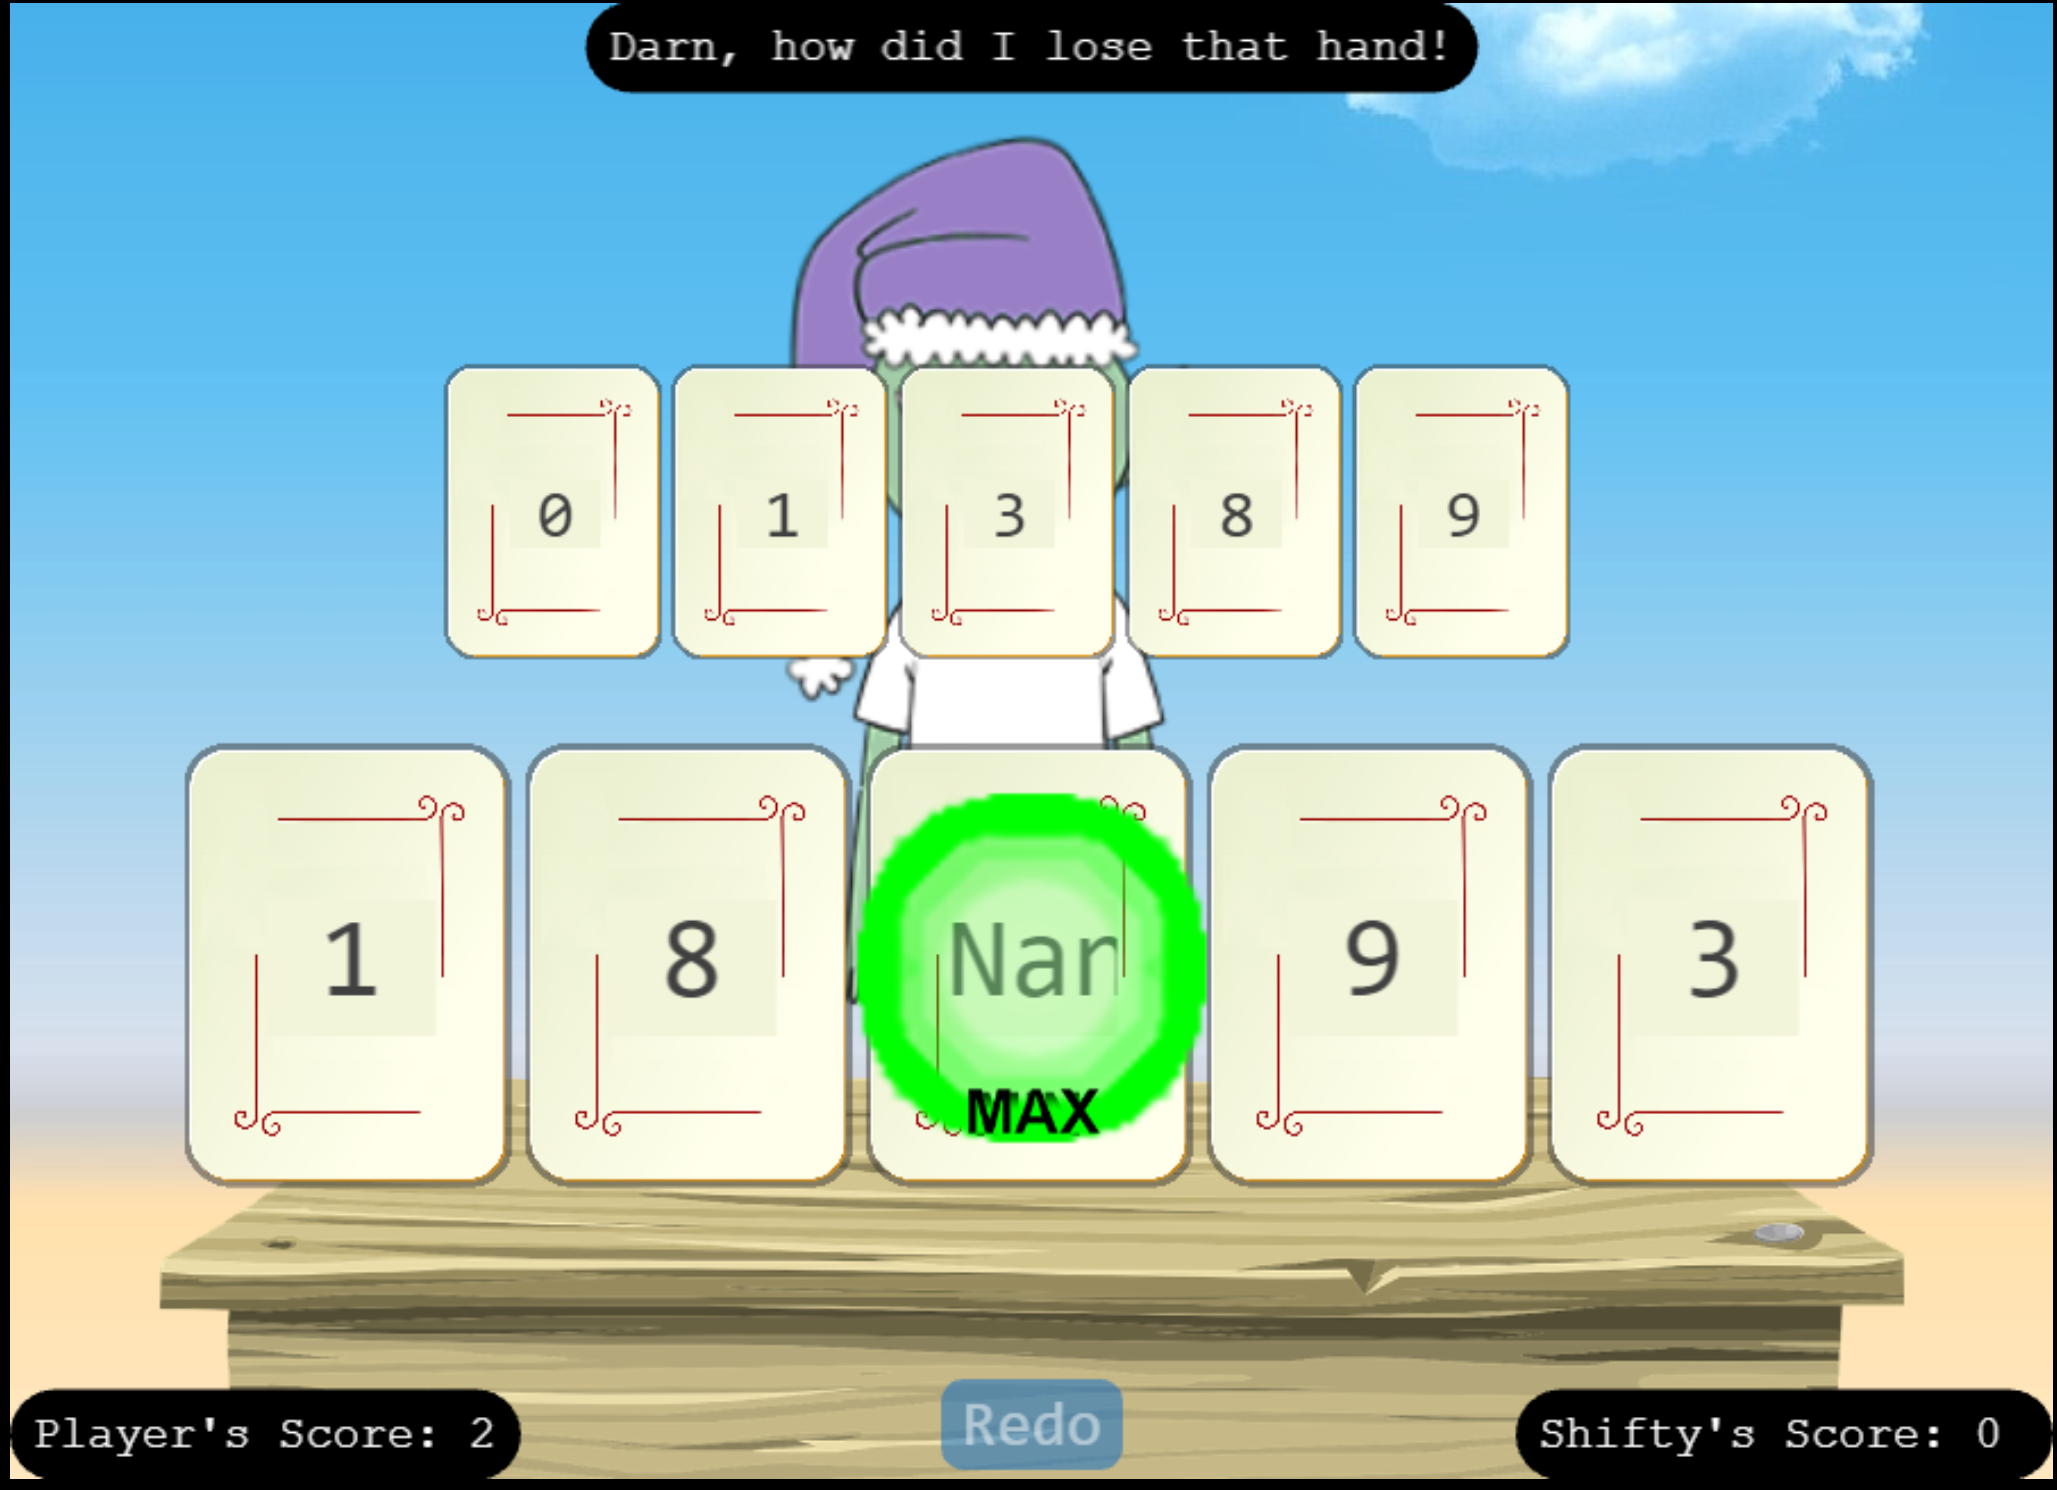 Darn, how did I lose that hand!
0 1 3 8 9
1 8 Nan 9 3
MAX
Player's Score: 2
Redo
Shifty's Score: 0